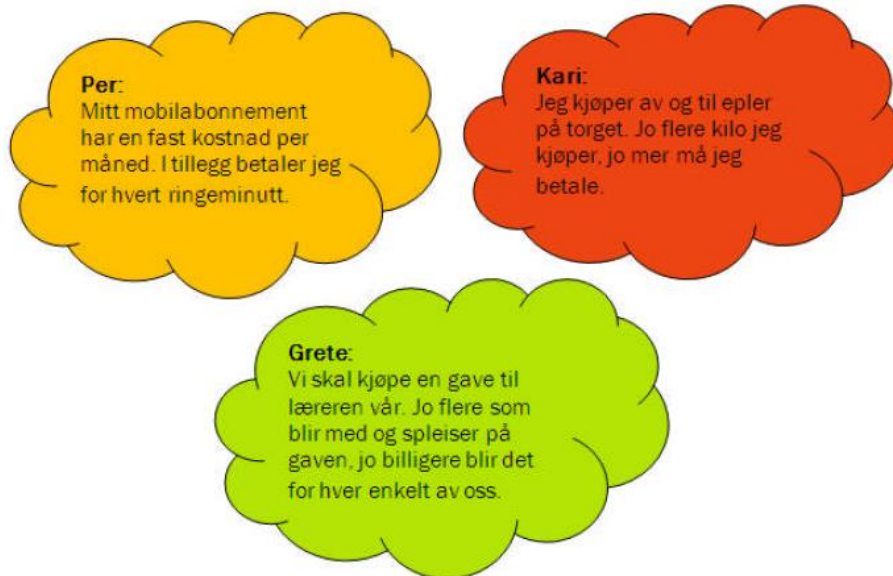 Per:
Mitt mobilabonnement
har en fast kostnad per
måned. I tillegg betaler jeg
for hvert ringeminutt.
Kari:
Jeg kjøper av og til epler
på torget. Jo flere kilo jeg
kjøper, jo mer må jeg
betale.
Grete:
Vi skal kjøpe en gave til
læreren vår. Jo flere som
blir med og spleiser på
gaven, jo billigere blir det
for hver enkelt av oss.